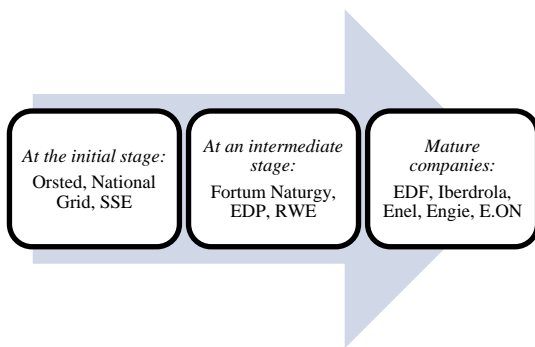 At the initial stage:
Orsted, National
Grid, SSE
At an intermediate
stage:
Fortum Naturgy,
EDP, RWE
Mature
companies:
EDF, Iberdrola,
Enel, Engie, E.ON